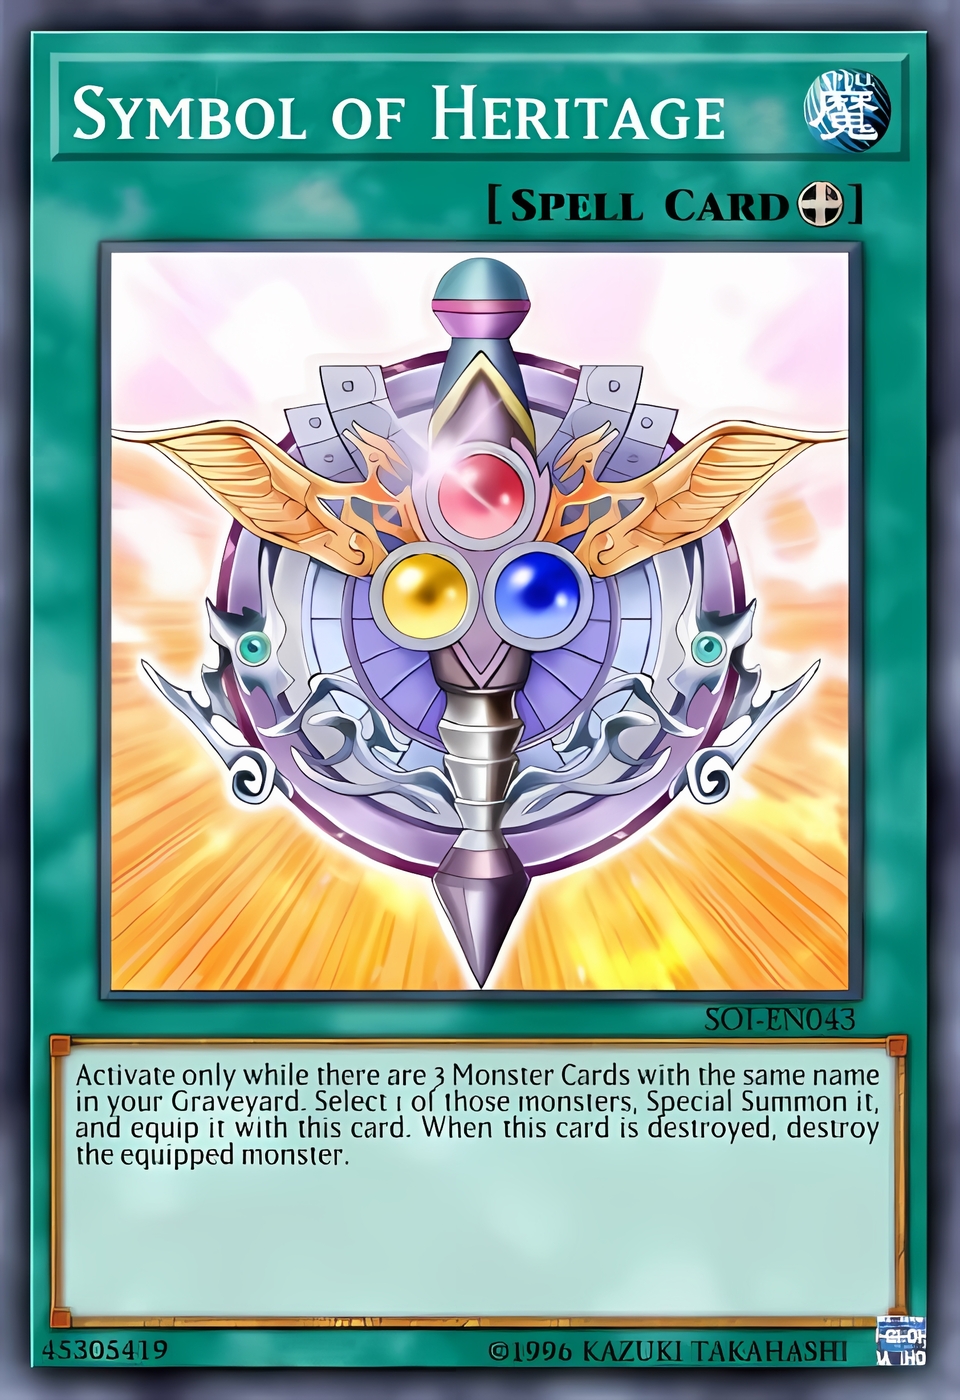 SYMBOL OF HERITAGE
魔
[SPELL CARD]
SOI-EN043
Activate only while there are 3 Monster Cards with the same name
in your Graveyard. Select 1 of those monsters, Special Summon it,
and equip it with this card. When this card is destroyed, destroy
the equipped monster.
45305419
©1996 KAZUKI TAKAHASHI